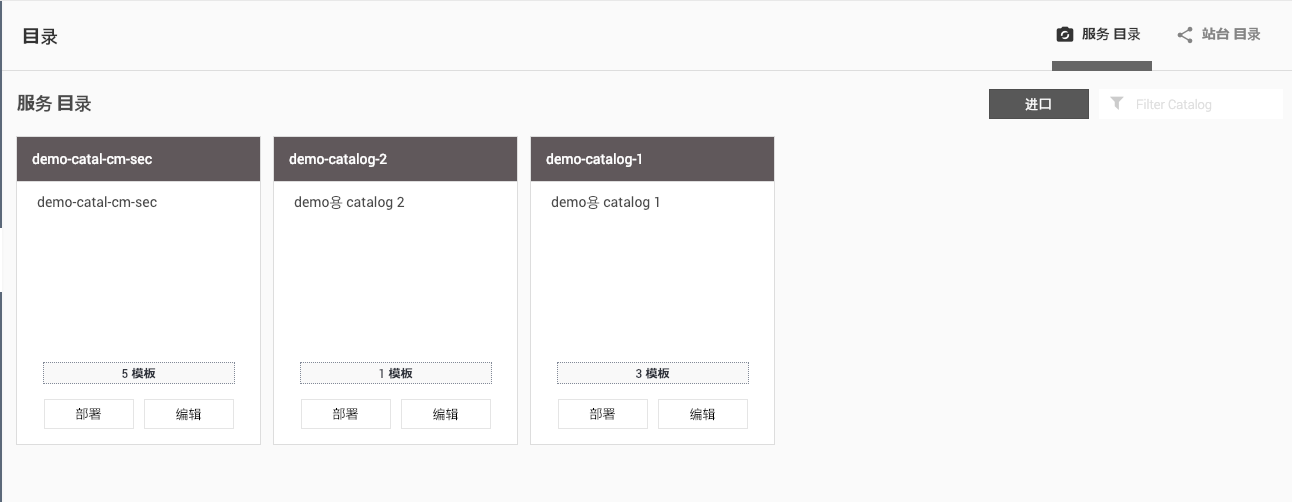 目录
服务 目录
站台 目录
服务 目录
进口
Filter Catalog
demo-catal-cm-sec
demo-catal-cm-sec
5 模板
部署 编辑
demo-catalog-2
demo용 catalog 2
1 模板
部署 编辑
demo-catalog-1
demo용 catalog 1
3 模板
部署 编辑